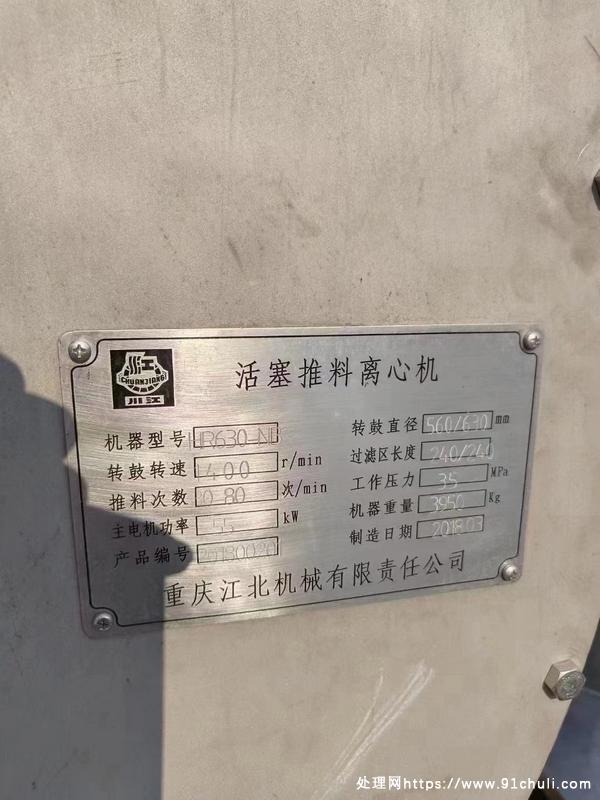 川江
CHUANJIANG
川江
活塞推料离心机
机器型号 HR630-NB
转鼓转速 1400 r/min
推料次数 30-80 次/min
主电机功率 55 kW
产品编号
转鼓直径 560/630 mm
过滤区长度 240/240
工作压力 35 MPa
机器重量 3950 Kg
制造日期 2018.03
重庆江北机械有限责任公司
处理网https://www.91chuli.com/